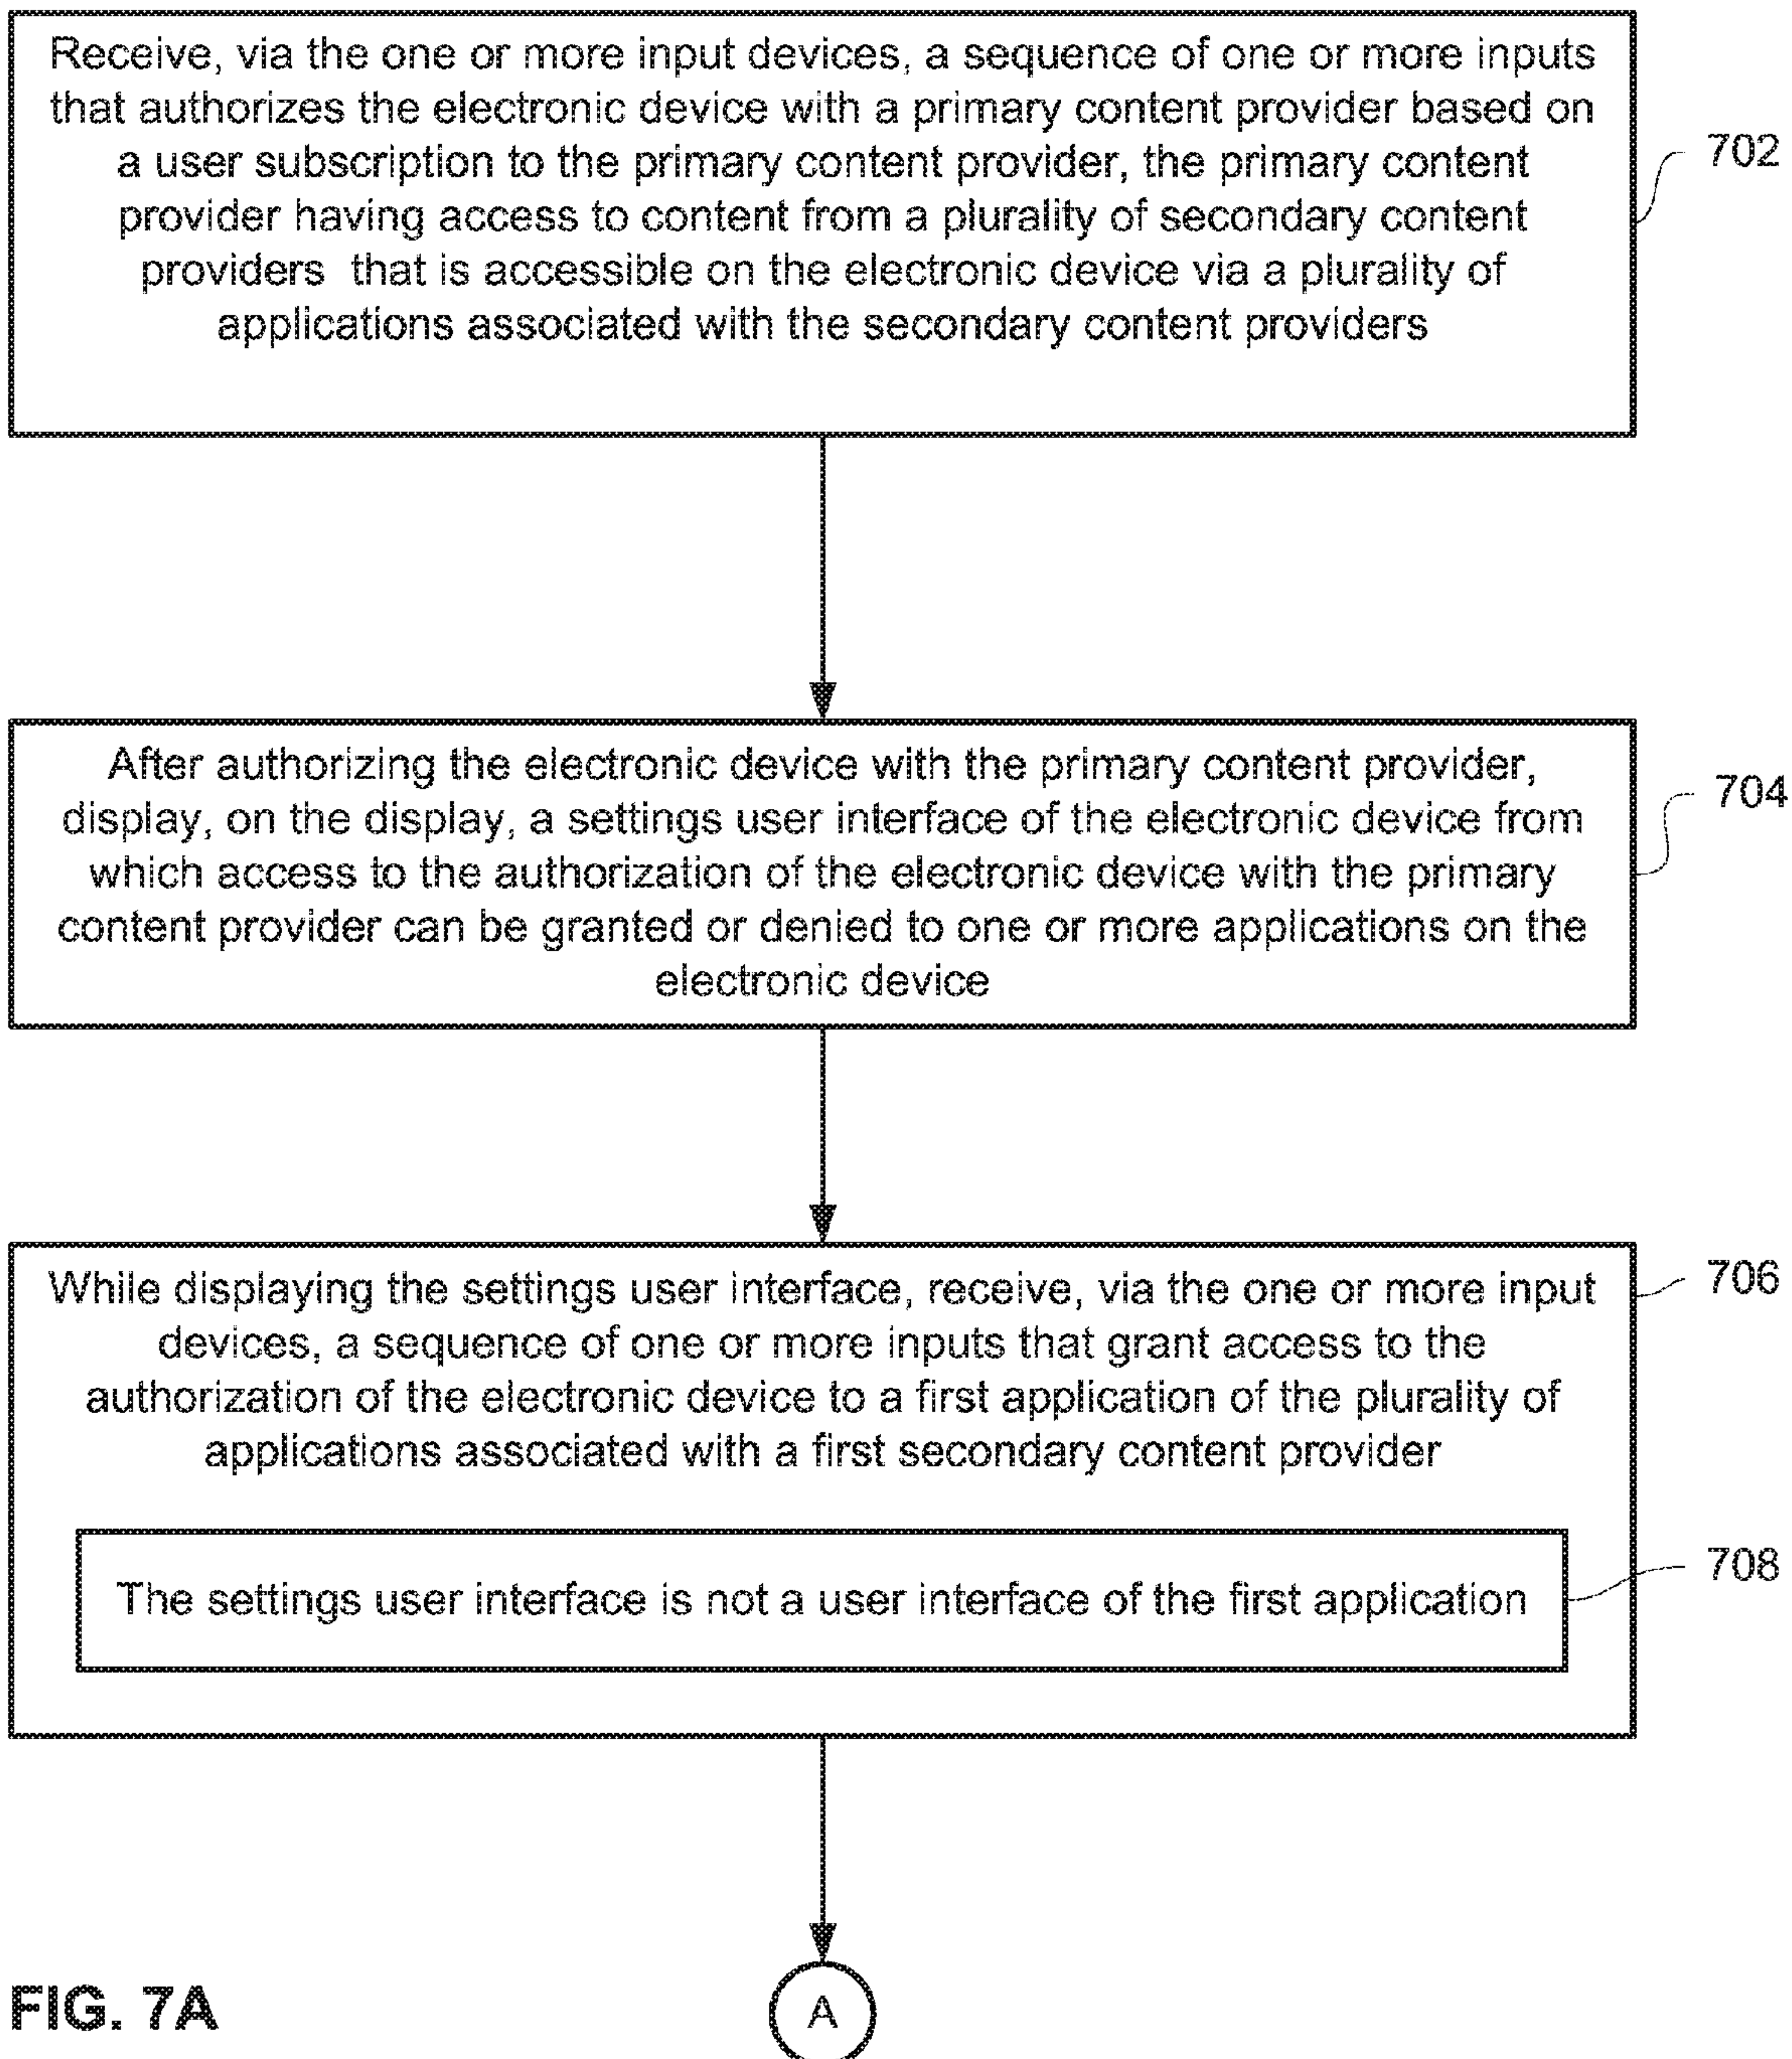 Receive, via the one or more input devices, a sequence of one or more inputs
that authorizes the electronic device with a primary content provider based on
a user subscription to the primary content provider, the primary content
provider having access to content from a plurality of secondary content
providers  that is accessible on the electronic device via a plurality of
applications associated with the secondary content providers
702
After authorizing the electronic device with the primary content provider,
display, on the display, a settings user interface of the electronic device from
which access to the authorization of the electronic device with the primary
content provider can be granted or denied to one or more applications on the
electronic device
704
While displaying the settings user interface, receive, via the one or more input
devices, a sequence of one or more inputs that grant access to the
authorization of the electronic device to a first application of the plurality of
applications associated with a first secondary content provider
706
The settings user interface is not a user interface of the first application
708
A
FIG. 7A